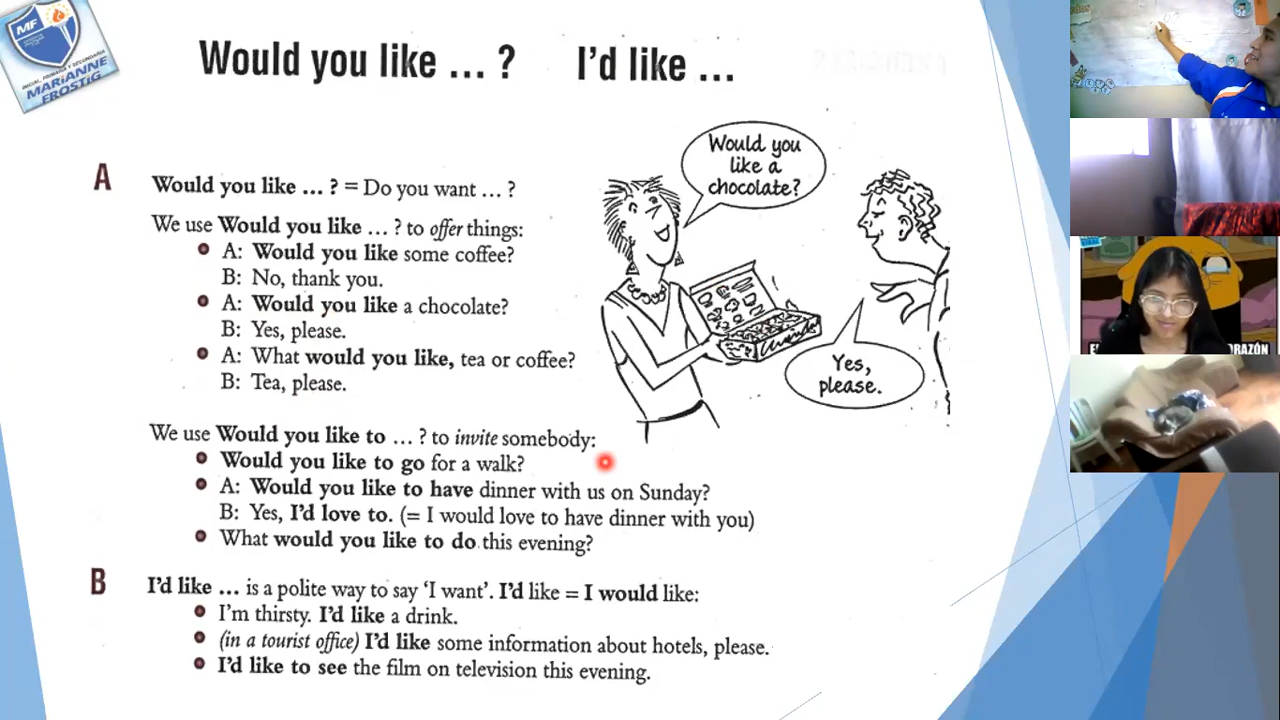 MF
INICIAL, PRIMARIA Y SECUNDARIA
MARIANNE
FROSTIG
Would you like ... ? I'd like ...
Would you
like a
chocolate?
A
Would you like ... ? = Do you want ... ?
We use Would you like ... ? to offer things:
A: Would you like some coffee?
B: No, thank you.
A: Would you like a chocolate?
B: Yes, please.
A: What would you like, tea or coffee?
B: Tea, please.
Yes,
please.
We use Would you like to ... ? to invite somebody:
Would you like to go for a walk?
A: Would you like to have dinner with us on Sunday?
B: Yes, I'd love to. (= I would love to have dinner with you)
What would you like to do this evening?
B
I'd like ... is a polite way to say 'I want'. I'd like = I would like:
I'm thirsty. I'd like a drink.
(in a tourist office) I'd like some information about hotels, please.
I'd like to see the film on television this evening.